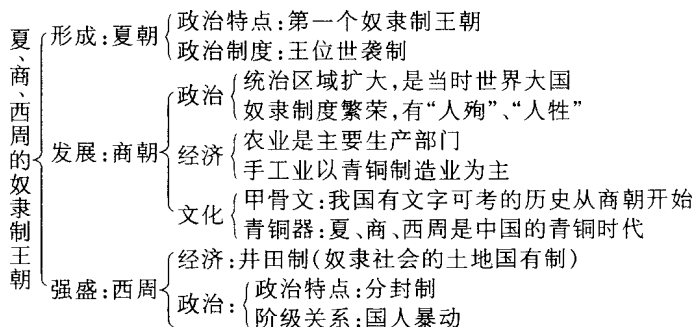 夏、商、西周的奴隶制王朝
形成:夏朝
政治特点:第一个奴隶制王朝
政治制度:王位世袭制
发展:商朝
政治
统治区域扩大,是当时世界大国
奴隶制度繁荣,有“人殉”、“人牲”
经济
农业是主要生产部门
手工业以青铜制造业为主
文化
甲骨文:我国有文字可考的历史从商朝开始
青铜器:夏、商、西周是中国的青铜时代
强盛:西周
经济:井田制(奴隶社会的土地国有制)
政治:
政治特点:分封制
阶级关系:国人暴动